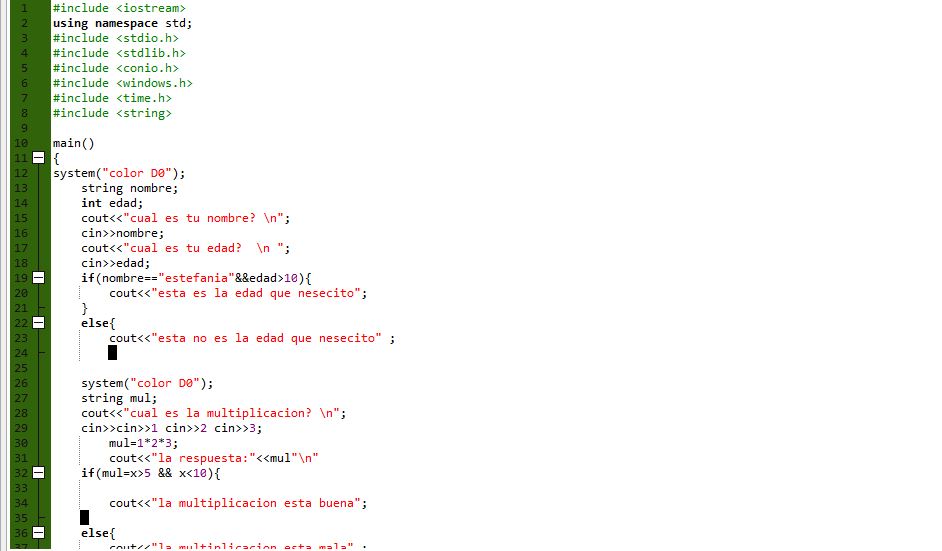 1 #include <iostream>
2 using namespace std;
3 #include <stdio.h>
4 #include <stdlib.h>
5 #include <conio.h>
6 #include <windows.h>
7 #include <time.h>
8 #include <string>
9
10 main()
11 {
12 system("color D0");
13 string nombre;
14 int edad;
15 cout<<"cual es tu nombre? \n";
16 cin>>nombre;
17 cout<<"cual es tu edad?  \n ";
18 cin>>edad;
19 if(nombre=="estefania"&&edad>10){
20 cout<<"esta es la edad que nesecito";
21 }
22 else{
23 cout<<"esta no es la edad que nesecito" ;
24
25
26 system("color D0");
27 string mul;
28 cout<<"cual es la multiplicacion? \n";
29 cin>>cin>>1 cin>>2 cin>>3;
30 mul=1*2*3;
31 cout<<"la respuesta:"<<mul"\n"
32 if(mul=x>5 && x<10){
33
34 cout<<"la multiplicacion esta buena";
35
36 else{
37 cout<<"la multiplicacion esta mala" ;